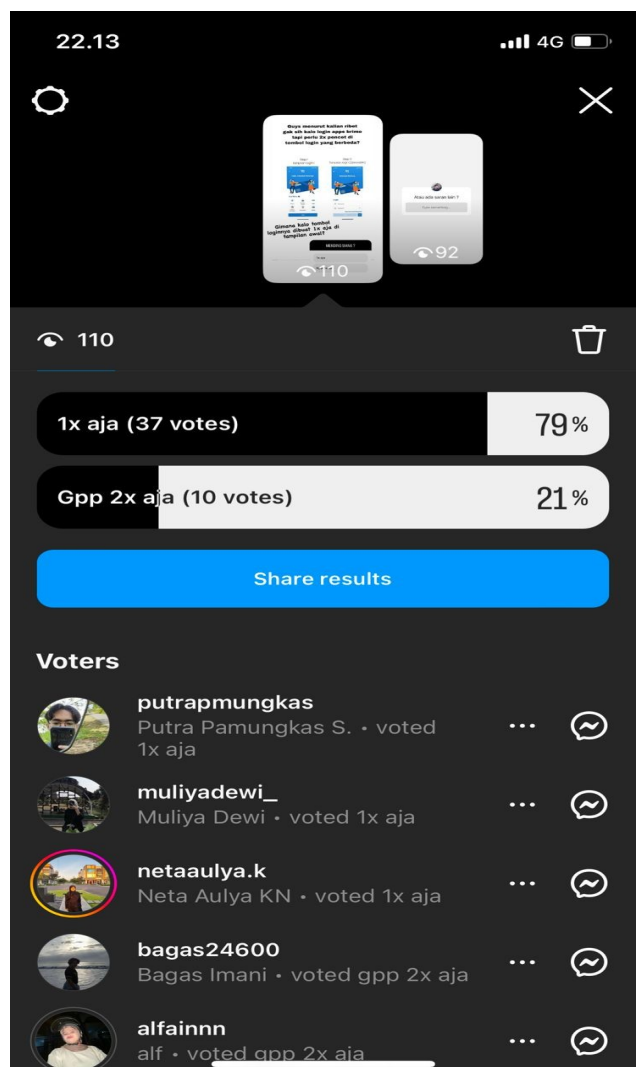 22.13
4G
Guys menurut kalian ribet
gak sih kalo login apps brimo
tapi perlu 2x pencet di
tombol login yang berbeda?
Gimana kalo tombol
loginnya dibuat 1x aja di
tampilan awal?
110
92
110
1x aja (37 votes)
79%
Gpp 2x aja (10 votes)
21%
Share results
Voters
putrapmungkas
Putra Pamungkas S. • voted
1x aja
muliyadewi_
Muliya Dewi • voted 1x aja
netaaulya.k
Neta Aulya KN • voted 1x aja
bagas24600
Bagas Imani • voted gpp 2x aja
alfainnn
alf • voted gpp 2x aja